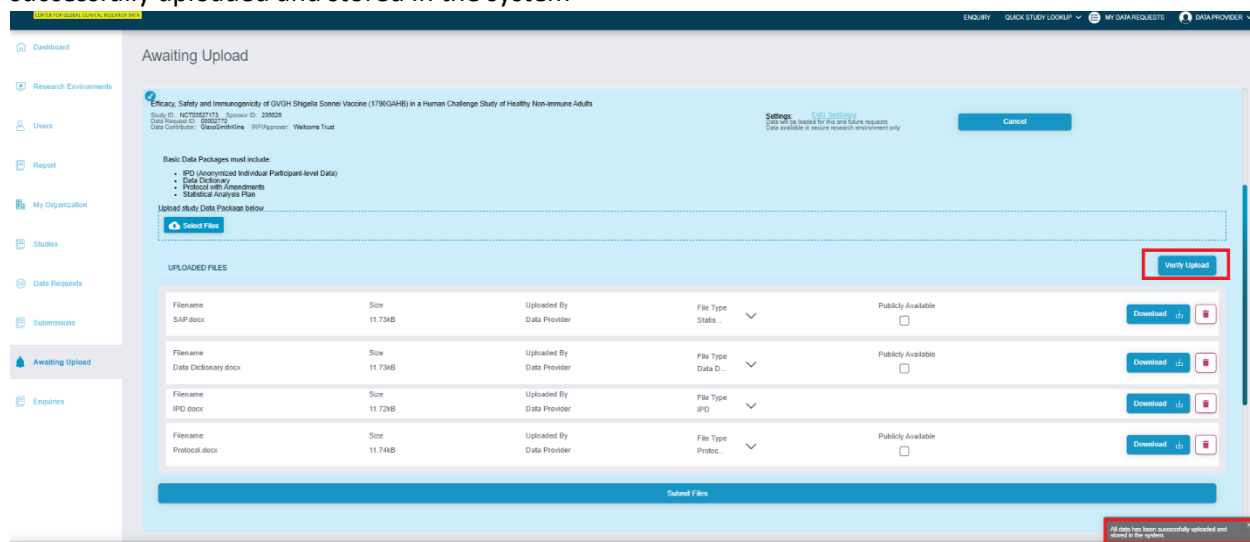 successfully uploaded and stored in the system
CENTER FOR GLOBAL CLINICAL RESEARCH DATA
ENQUIRY QUICK STUDY LOOKUP MY DATA REQUESTS DATA PROVIDER
Dashboard
Research Environments
Users
Report
My Organization
Studies
Data Requests
Submissions
Awaiting Upload
Enquiries
Awaiting Upload
Efficacy, Safety and Immunogenicity of GVGH Shigella Sonnei Vaccine (1790GAHB) in a Human Challenge Study of Healthy Non-immune Adults
Study ID: NCT03527173 Sponsor ID: 205626
Data Request ID: 00002770
Data Contributor: GlaxoSmithKline IRP/Approver: Wellcome Trust
Settings: Edit Settings
Data will be loaded for this and future requests
Data available in secure research environment only
Cancel
Basic Data Packages must include:
• IPD (Anonymized Individual Participant-level Data)
• Data Dictionary
• Protocol with Amendments
• Statistical Analysis Plan
Upload study Data Package below
Select Files
UPLOADED FILES
Verify Upload
Filename Size Uploaded By File Type Publicly Available
SAP.docx 11.73kB Data Provider Statis... Download
Filename Size Uploaded By File Type Publicly Available
Data Dictionary.docx 11.73kB Data Provider Data D... Download
Filename Size Uploaded By File Type
IPD.docx 11.72kB Data Provider IPD Download
Filename Size Uploaded By File Type Publicly Available
Protocol.docx 11.74kB Data Provider Protoc... Download
Submit Files
All data has been successfully uploaded and
stored in the system.